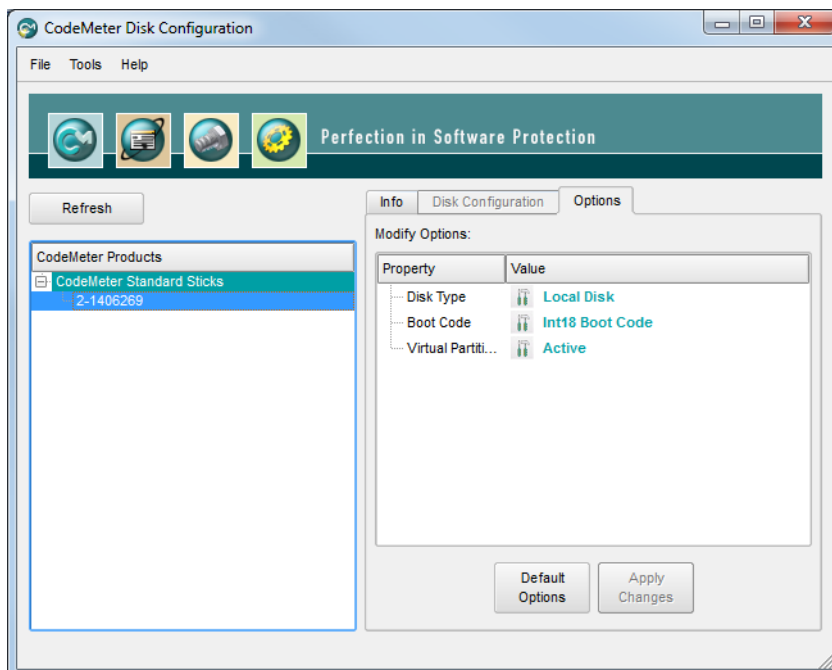 CodeMeter Disk Configuration
File Tools Help
Perfection in Software Protection
Refresh
Info Disk Configuration Options
Modify Options:
CodeMeter Products
CodeMeter Standard Sticks
2-1406269
Property Value
Disk Type Local Disk
Boot Code Int18 Boot Code
Virtual Partiti... Active
Default
Options
Apply
Changes